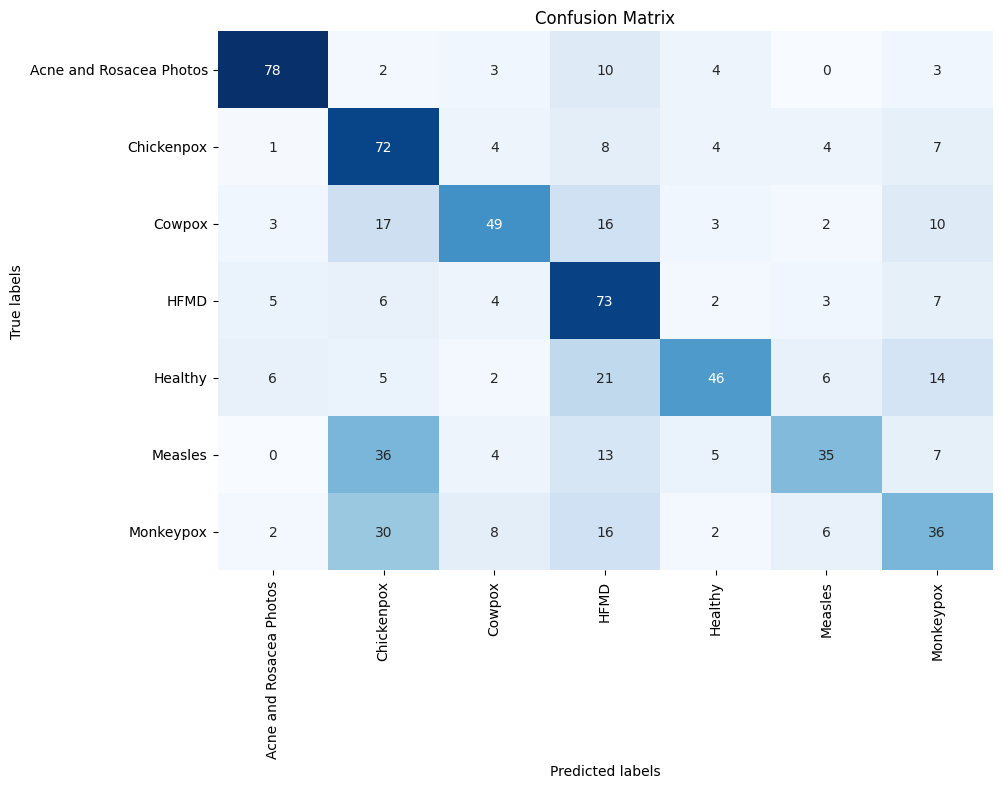 Confusion Matrix
Acne and Rosacea Photos 78 2 3 10 4 0 3
Chickenpox 1 72 4 8 4 4 7
Cowpox 3 17 49 16 3 2 10
HFMD 5 6 4 73 2 3 7
Healthy 6 5 2 21 46 6 14
Measles 0 36 4 13 5 35 7
Monkeypox 2 30 8 16 2 6 36
True labels
Acne and Rosacea Photos
Chickenpox
Cowpox
HFMD
Healthy
Measles
Monkeypox
Predicted labels